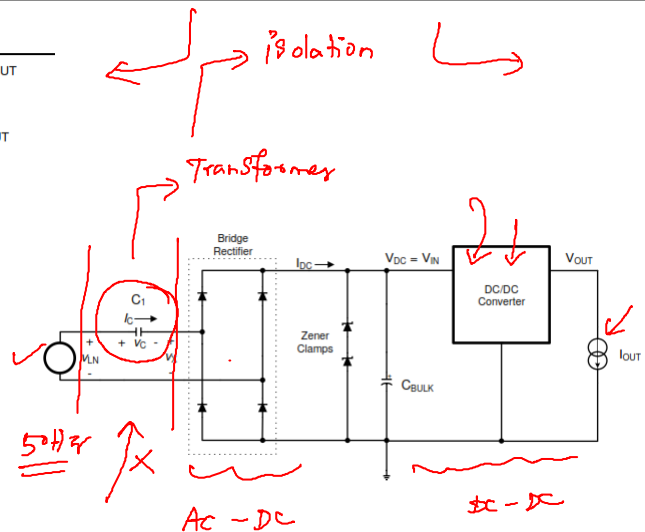 isolation
UT
UT
Transformer
Bridge
Rectifier
IDC
VDC = VIN
VOUT
C1
IC
DC/DC
Converter
+ + VC - +
VLN
Zener
Clamps
IOUT
-
CBULK
50Hz
X
AC - DC
DC - DC